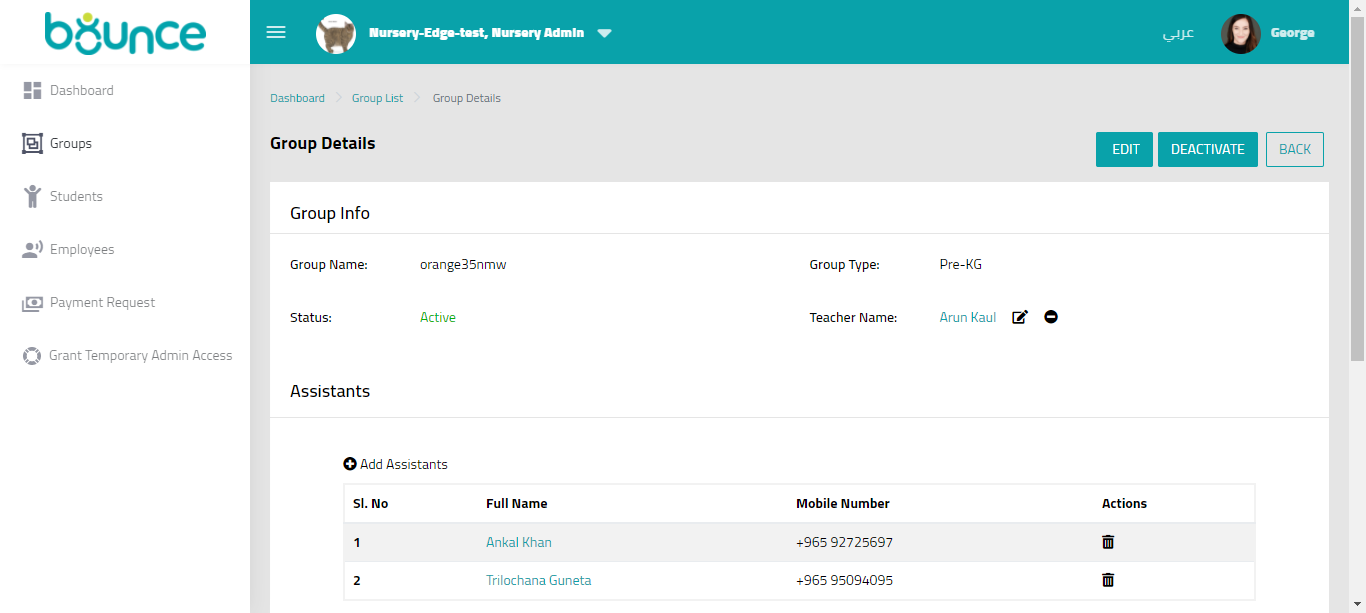 bounce
Nursery-Edge-test, Nursery Admin
عربي
George
Dashboard
Groups
Students
Employees
Payment Request
Grant Temporary Admin Access
Dashboard Group List Group Details
Group Details
EDIT DEACTIVATE BACK
Group Info
Group Name: orange35nmw Group Type: Pre-KG
Status: Active Teacher Name: Arun Kaul
Assistants
Add Assistants
Sl. No Full Name Mobile Number Actions
1 Ankal Khan +965 92725697
2 Trilochana Guneta +965 95094095